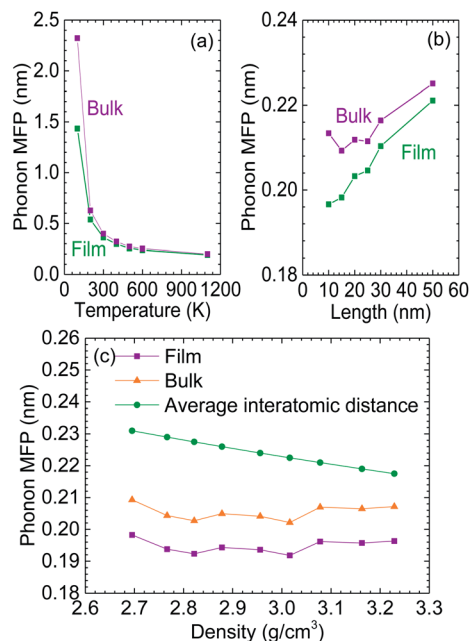 (a)
Phonon MFP (nm)
2.5
2.0
1.5
1.0
0.5
0.0
Bulk
Film
0 300 600 900 1200
Temperature (K)
(b)
Phonon MFP (nm)
0.22
0.20
0.18
Bulk
Film
0 10 20 30 40 50 60
Length (nm)
(c)
Phonon MFP (nm)
0.26
0.25
0.24
0.23
0.22
0.21
0.20
0.19
0.18
Film
Bulk
Average interatomic distance
2.6 2.7 2.8 2.9 3.0 3.1 3.2 3.3
Density (g/cm³)